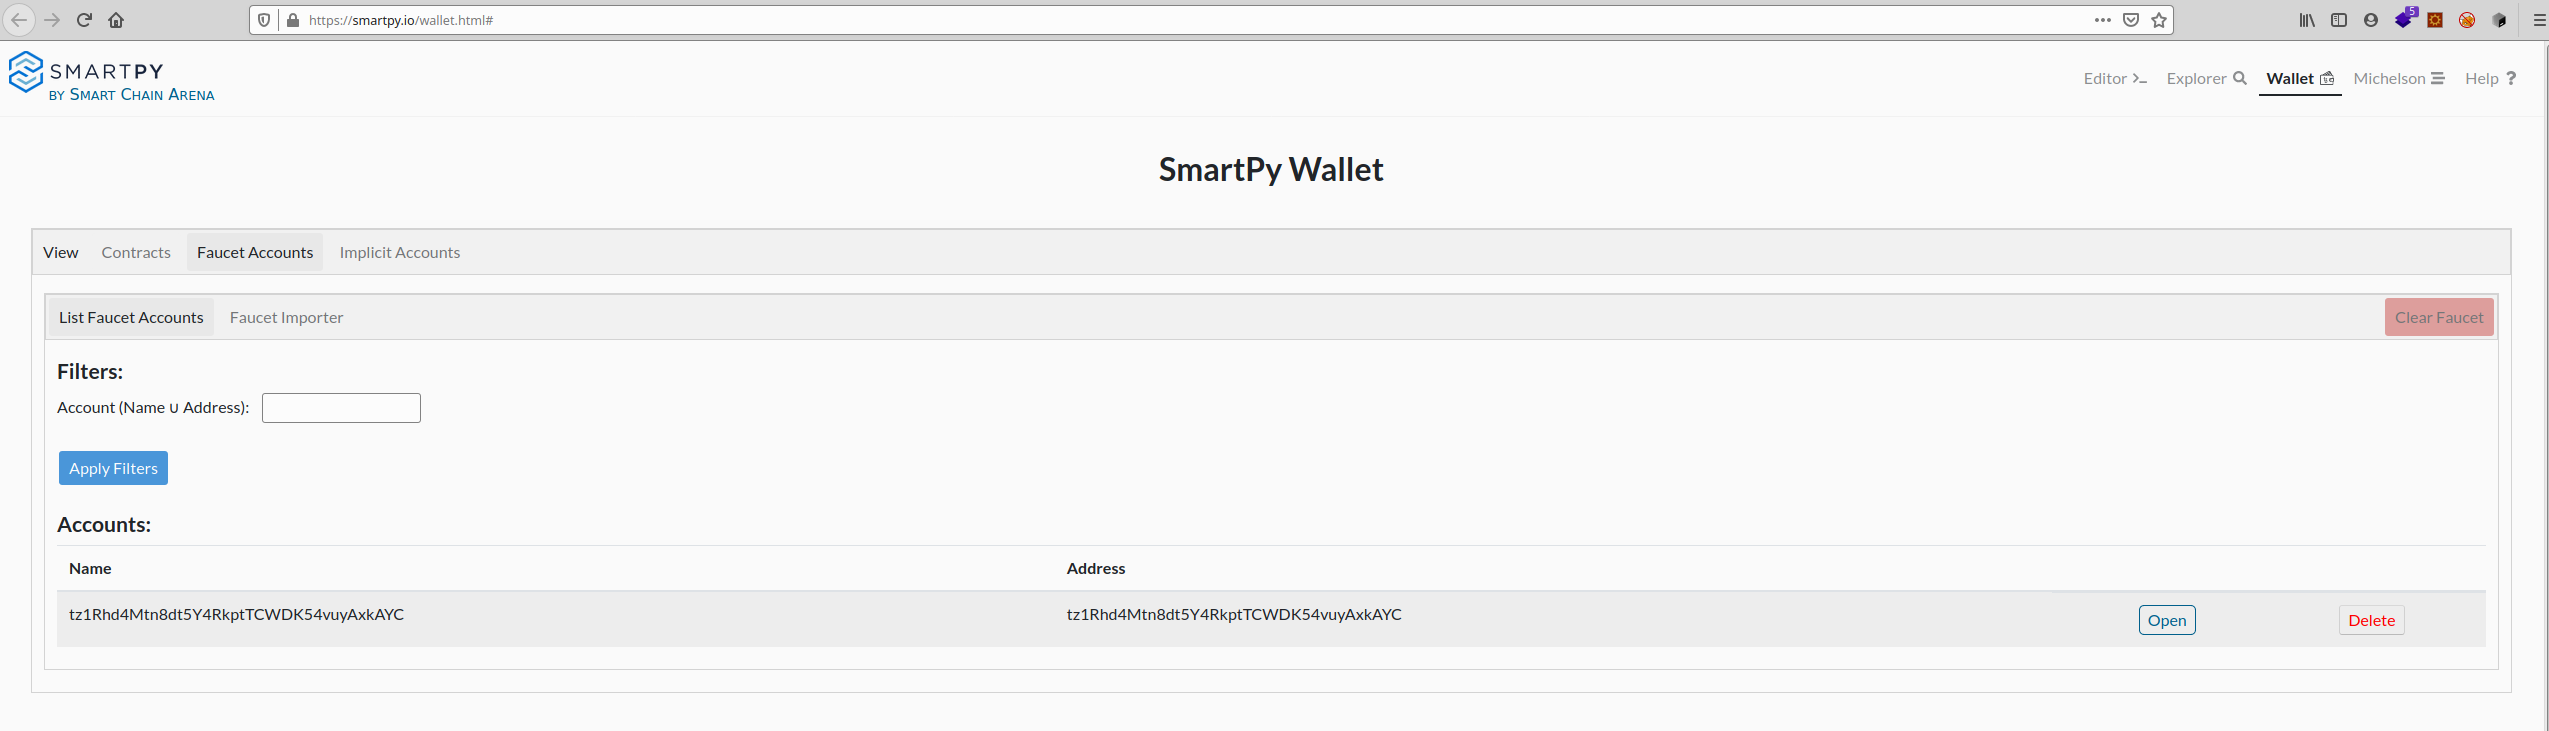 https://smartpy.io/wallet.html#
5
SMARTPY
BY SMART CHAIN ARENA
Editor Explorer Wallet Michelson Help ?
SmartPy Wallet
View Contracts Faucet Accounts Implicit Accounts
List Faucet Accounts Faucet Importer Clear Faucet
Filters:
Account (Name ∪ Address):
Apply Filters
Accounts:
Name Address
tz1Rhd4Mtn8dt5Y4RkptTCWDK54vuyAxkAYC tz1Rhd4Mtn8dt5Y4RkptTCWDK54vuyAxkAYC Open Delete